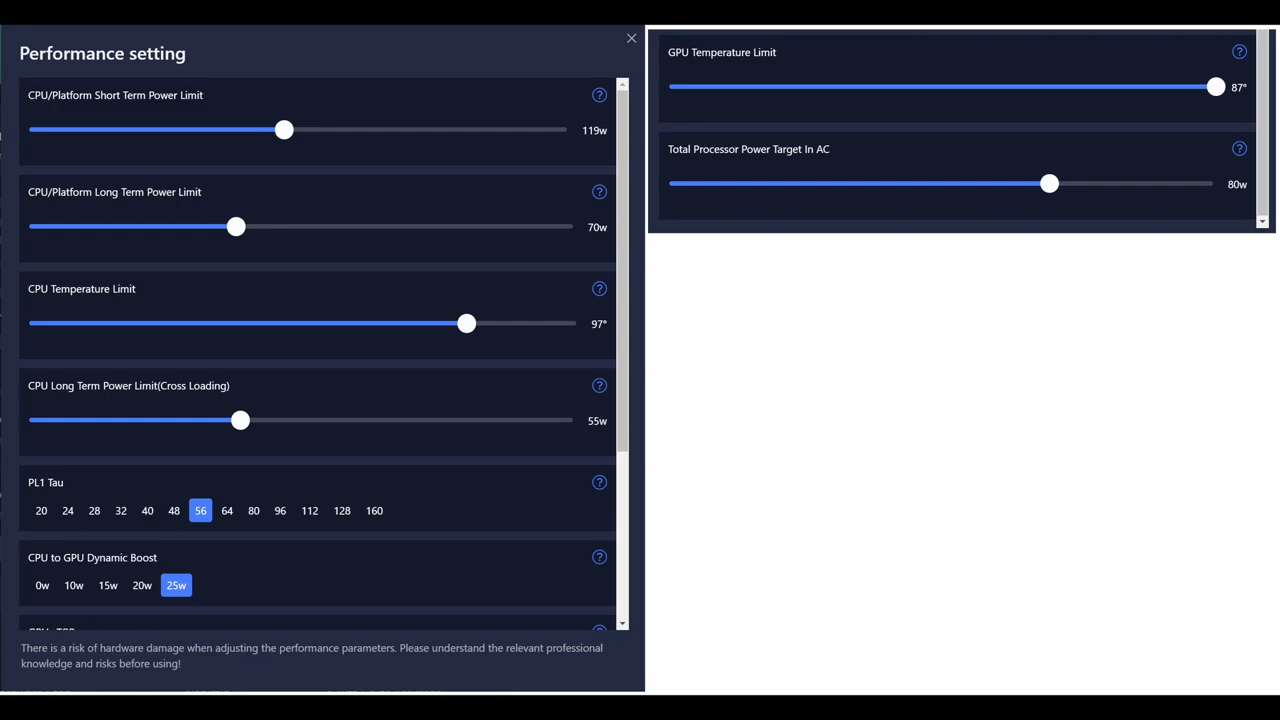 Performance setting
CPU/Platform Short Term Power Limit
119w
CPU/Platform Long Term Power Limit
70w
CPU Temperature Limit
97°
CPU Long Term Power Limit(Cross Loading)
55w
PL1 Tau
20 24 28 32 40 48 56 64 80 96 112 128 160
CPU to GPU Dynamic Boost
0w 10w 15w 20w 25w
There is a risk of hardware damage when adjusting the performance parameters. Please understand the relevant professional
knowledge and risks before using!
GPU Temperature Limit
87°
Total Processor Power Target In AC
80w